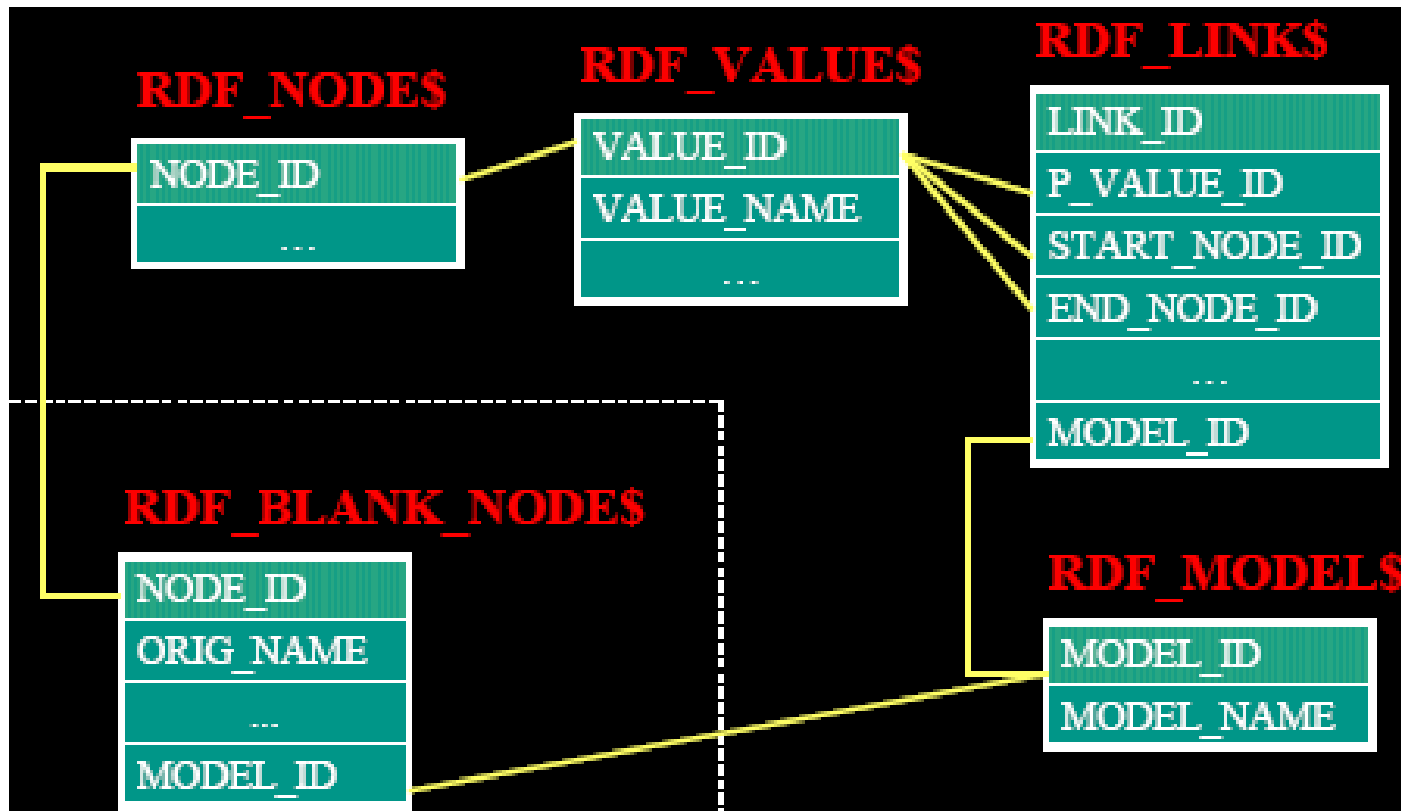 RDF_NODE$
NODE_ID
...
RDF_VALUE$
VALUE_ID
VALUE_NAME
...
RDF_LINK$
LINK_ID
P_VALUE_ID
START_NODE_ID
END_NODE_ID
...
MODEL_ID
RDF_BLANK_NODE$
NODE_ID
ORIG_NAME
...
MODEL_ID
RDF_MODEL$
MODEL_ID
MODEL_NAME